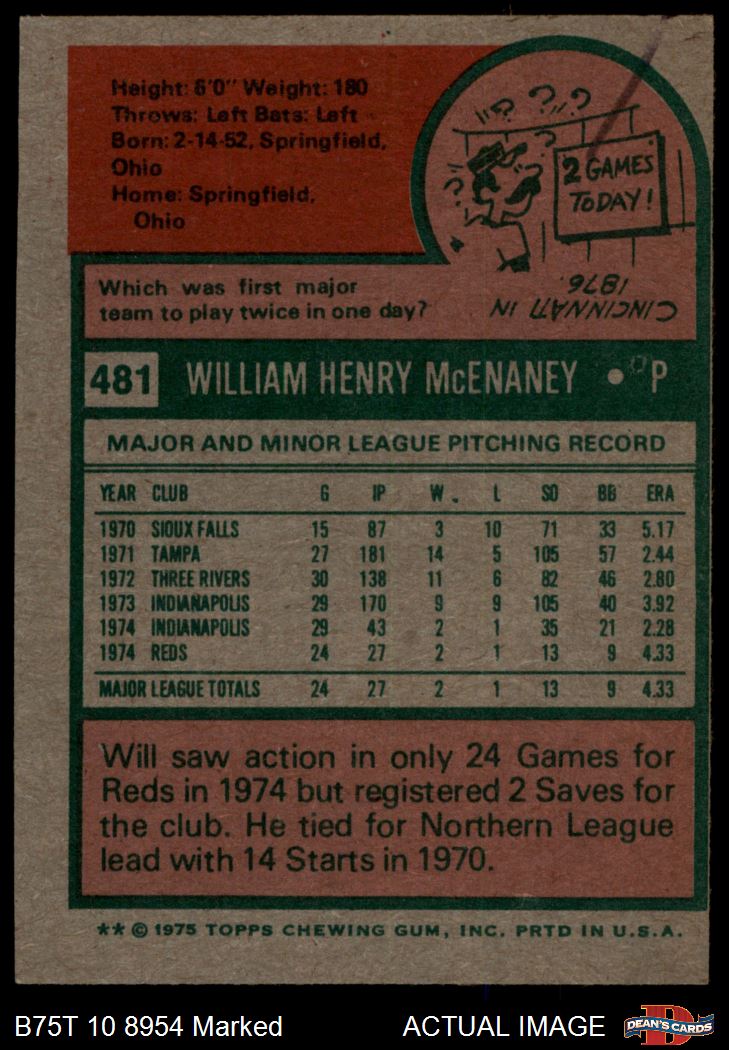 Height: 6'0" Weight: 180
Throws: Left Bats: Left
Born: 2-14-52, Springfield,
Ohio
Home: Springfield,
Ohio
? ? ?
2 GAMES
TODAY!
Which was first major
team to play twice in one day?
CINCINNATI IN
1876
481 WILLIAM HENRY McENANEY • P
MAJOR AND MINOR LEAGUE PITCHING RECORD
YEAR CLUB G IP W. L SO BB ERA
1970 SIOUX FALLS 15 87 3 10 71 33 5.17
1971 TAMPA 27 181 14 5 105 57 2.44
1972 THREE RIVERS 30 138 11 6 82 46 2.80
1973 INDIANAPOLIS 29 170 9 9 105 40 3.92
1974 INDIANAPOLIS 29 43 2 1 35 21 2.28
1974 REDS 24 27 2 1 13 9 4.33
MAJOR LEAGUE TOTALS 24 27 2 1 13 9 4.33
Will saw action in only 24 Games for
Reds in 1974 but registered 2 Saves for
the club. He tied for Northern League
lead with 14 Starts in 1970.
** © 1975 TOPPS CHEWING GUM, INC. PRTD IN U.S.A.
B75T 10 8954 Marked ACTUAL IMAGE
DEAN'S CARDS